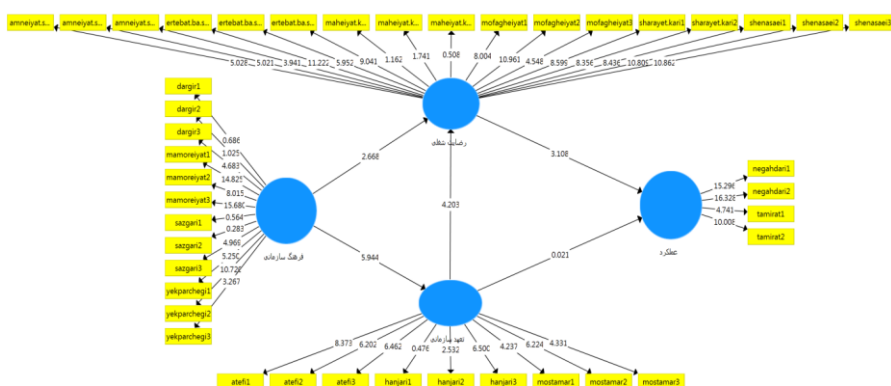 amneiyat.s... amneiyat.s... amneiyat.s... ertebat.ba.s... ertebat.ba.s... ertebat.ba.s... maheiyat.k... maheiyat.k... maheiyat.k... mofagheiyat1 mofagheiyat2 mofagheiyat3 sharayet.kari1 sharayet.kari2 shenasaei1 shenasaei2 shenasaei3
5.028 5.021 3.941 11.222 5.952 9.041 1.162 1.741 0.508 8.004 10.961 4.548 8.599 8.356 8.436 10.809 10.862
رضایت شغلی
dargir1
dargir2
dargir3
mamoreiyat1
mamoreiyat2
mamoreiyat3
sazgari1
sazgari2
sazgari3
yekparchegi1
yekparchegi2
yekparchegi3
0.686
1.025
4.683
14.825
8.015
15.680
0.564
0.283
4.969
5.250
10.720
3.267
فرهنگ سازمانی
2.668
3.108
4.203
5.944
0.021
negahdari1
negahdari2
tamirat1
tamirat2
15.296
16.328
4.741
10.008
عملکرد
تعهد سازمانی
8.373 6.202 6.462 0.476 2.532 6.500 4.237 6.224 4.331
atefi1 atefi2 atefi3 hanjari1 hanjari2 hanjari3 mostamar1 mostamar2 mostamar3